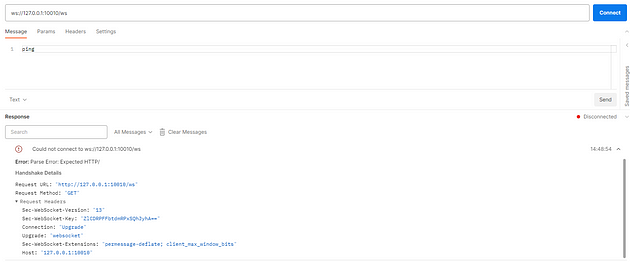 ws://127.0.0.1:10010/ws
Connect
Message Params Headers Settings
1 ping
Saved messages
Text
Send
Response
Disconnected
Search
All Messages
Clear Messages
Could not connect to ws://127.0.0.1:10010/ws
14:48:54
Error: Parse Error: Expected HTTP/
Handshake Details
Request URL: "http://127.0.0.1:10010/ws"
Request Method: "GET"
Request Headers
Sec-WebSocket-Version: "13"
Sec-WebSocket-Key:
Connection: "Upgrade"
Upgrade: "websocket"
Sec-WebSocket-Extensions: "permessage-deflate; client_max_window_bits"
Host: "127.0.0.1:10010"